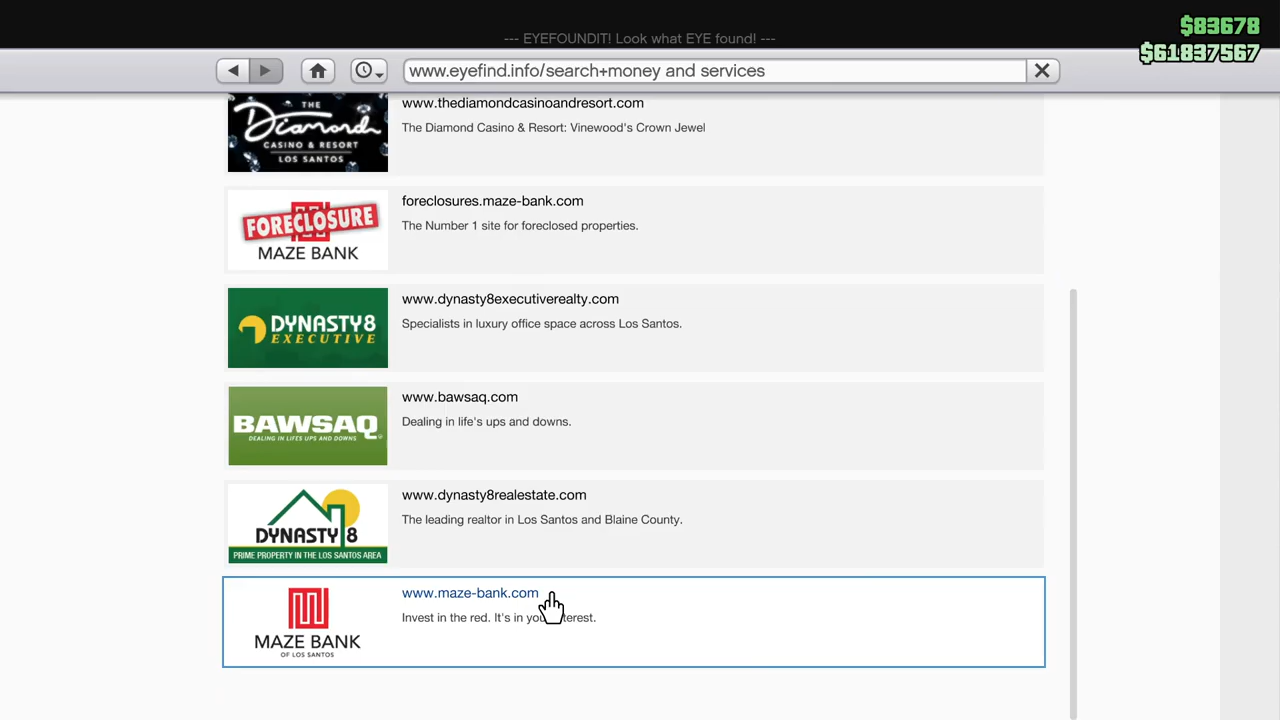 $83678
--- EYEFOUNDIT! Look what EYE found! ---
$61837567
www.eyefind.info/search+money and services
THE
Diamond
CASINO & RESORT
LOS SANTOS
www.thediamondcasinoandresort.com
The Diamond Casino & Resort: Vinewood's Crown Jewel
FORECLOSURE
MAZE BANK
foreclosures.maze-bank.com
The Number 1 site for foreclosed properties.
DYNASTY8
EXECUTIVE
www.dynasty8executiverealty.com
Specialists in luxury office space across Los Santos.
BAWSAQ
DEALING IN LIFES UPS AND DOWNS
www.bawsaq.com
Dealing in life's ups and downs.
DYNASTY 8
PRIME PROPERTY IN THE LOS SANTOS AREA
www.dynasty8realestate.com
The leading realtor in Los Santos and Blaine County.
MAZE BANK
OF LOS SANTOS
www.maze-bank.com
Invest in the red. It's in your interest.